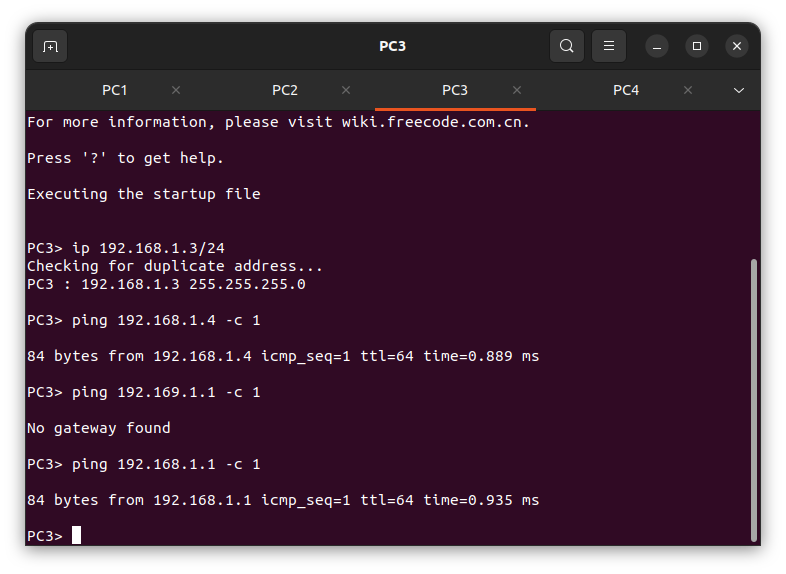 PC3
PC1
PC2
PC3
PC4
For more information, please visit wiki.freecode.com.cn.
Press '?' to get help.
Executing the startup file
PC3> ip 192.168.1.3/24
Checking for duplicate address...
PC3 : 192.168.1.3 255.255.255.0
PC3> ping 192.168.1.4 -c 1
84 bytes from 192.168.1.4 icmp_seq=1 ttl=64 time=0.889 ms
PC3> ping 192.169.1.1 -c 1
No gateway found
PC3> ping 192.168.1.1 -c 1
84 bytes from 192.168.1.1 icmp_seq=1 ttl=64 time=0.935 ms
PC3>